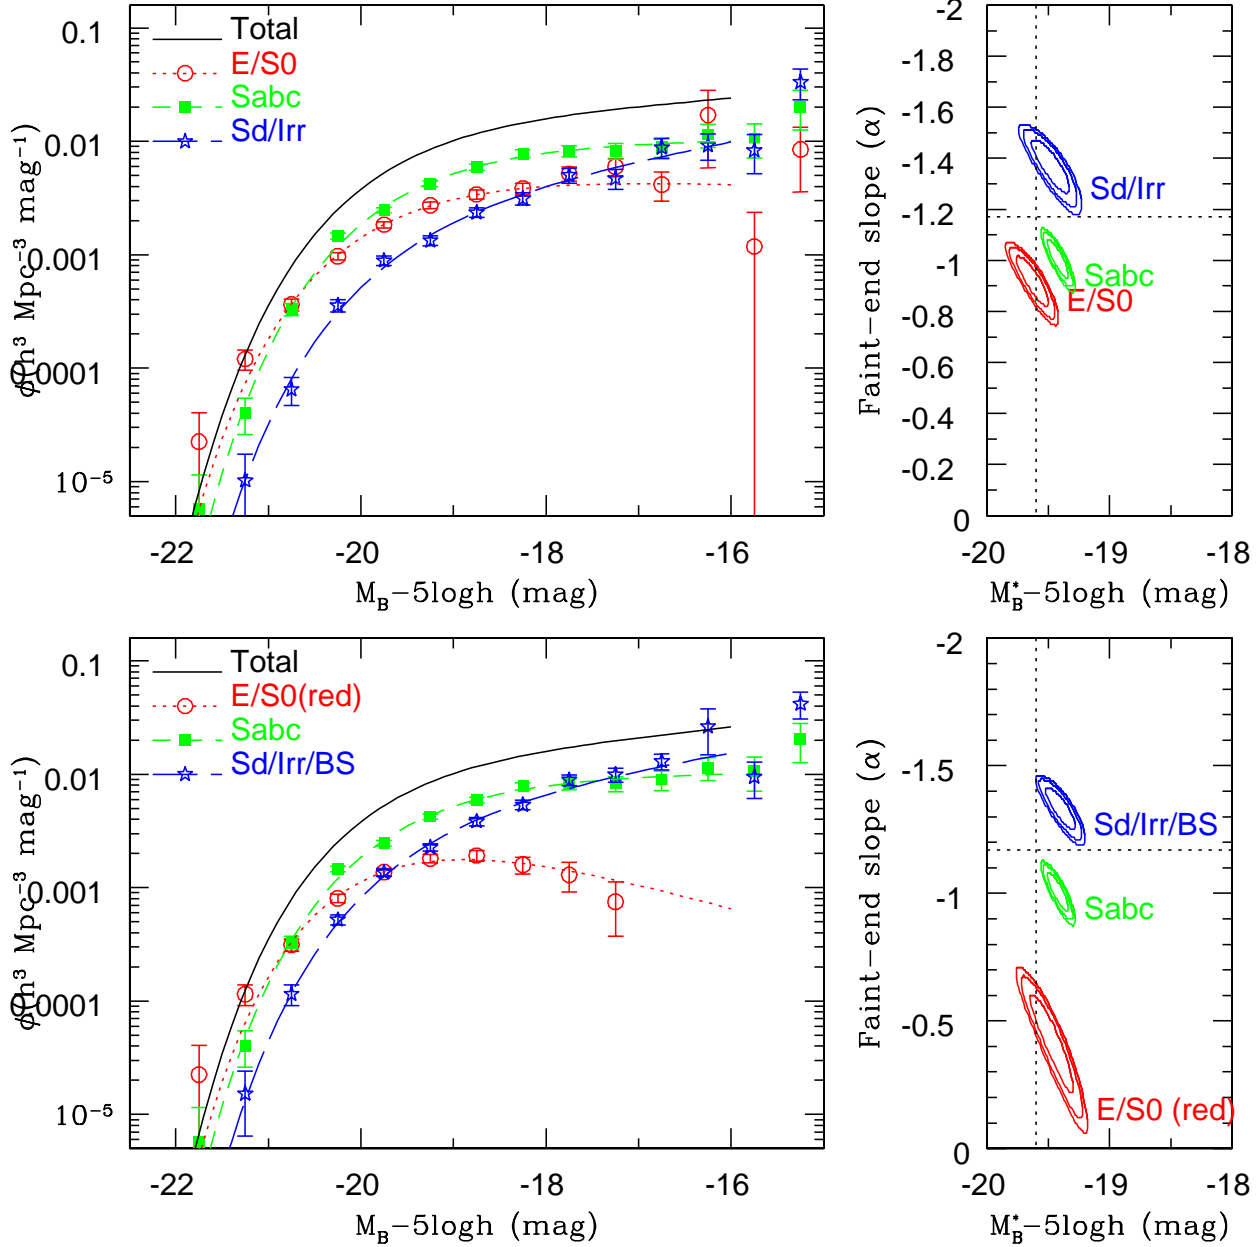 0.1
0.01
0.001
0.0001
10⁻⁵
ϕ(h³ Mpc⁻³ mag⁻¹)
Total
E/S0
Sabc
Sd/Irr
-22
-20
-18
-16
M_B−5logh (mag)
-2
-1.8
-1.6
-1.4
-1.2
-1
-0.8
-0.6
-0.4
-0.2
0
Faint−end slope (α)
Sd/Irr
Sabc
E/S0
-20
-19
-18
M*_B−5logh (mag)
0.1
0.01
0.001
0.0001
10⁻⁵
ϕ(h³ Mpc⁻³ mag⁻¹)
Total
E/S0(red)
Sabc
Sd/Irr/BS
-22
-20
-18
-16
M_B−5logh (mag)
-2
-1.5
-1
-0.5
0
Faint−end slope (α)
Sd/Irr/BS
Sabc
E/S0 (red)
-20
-19
-18
M*_B−5logh (mag)